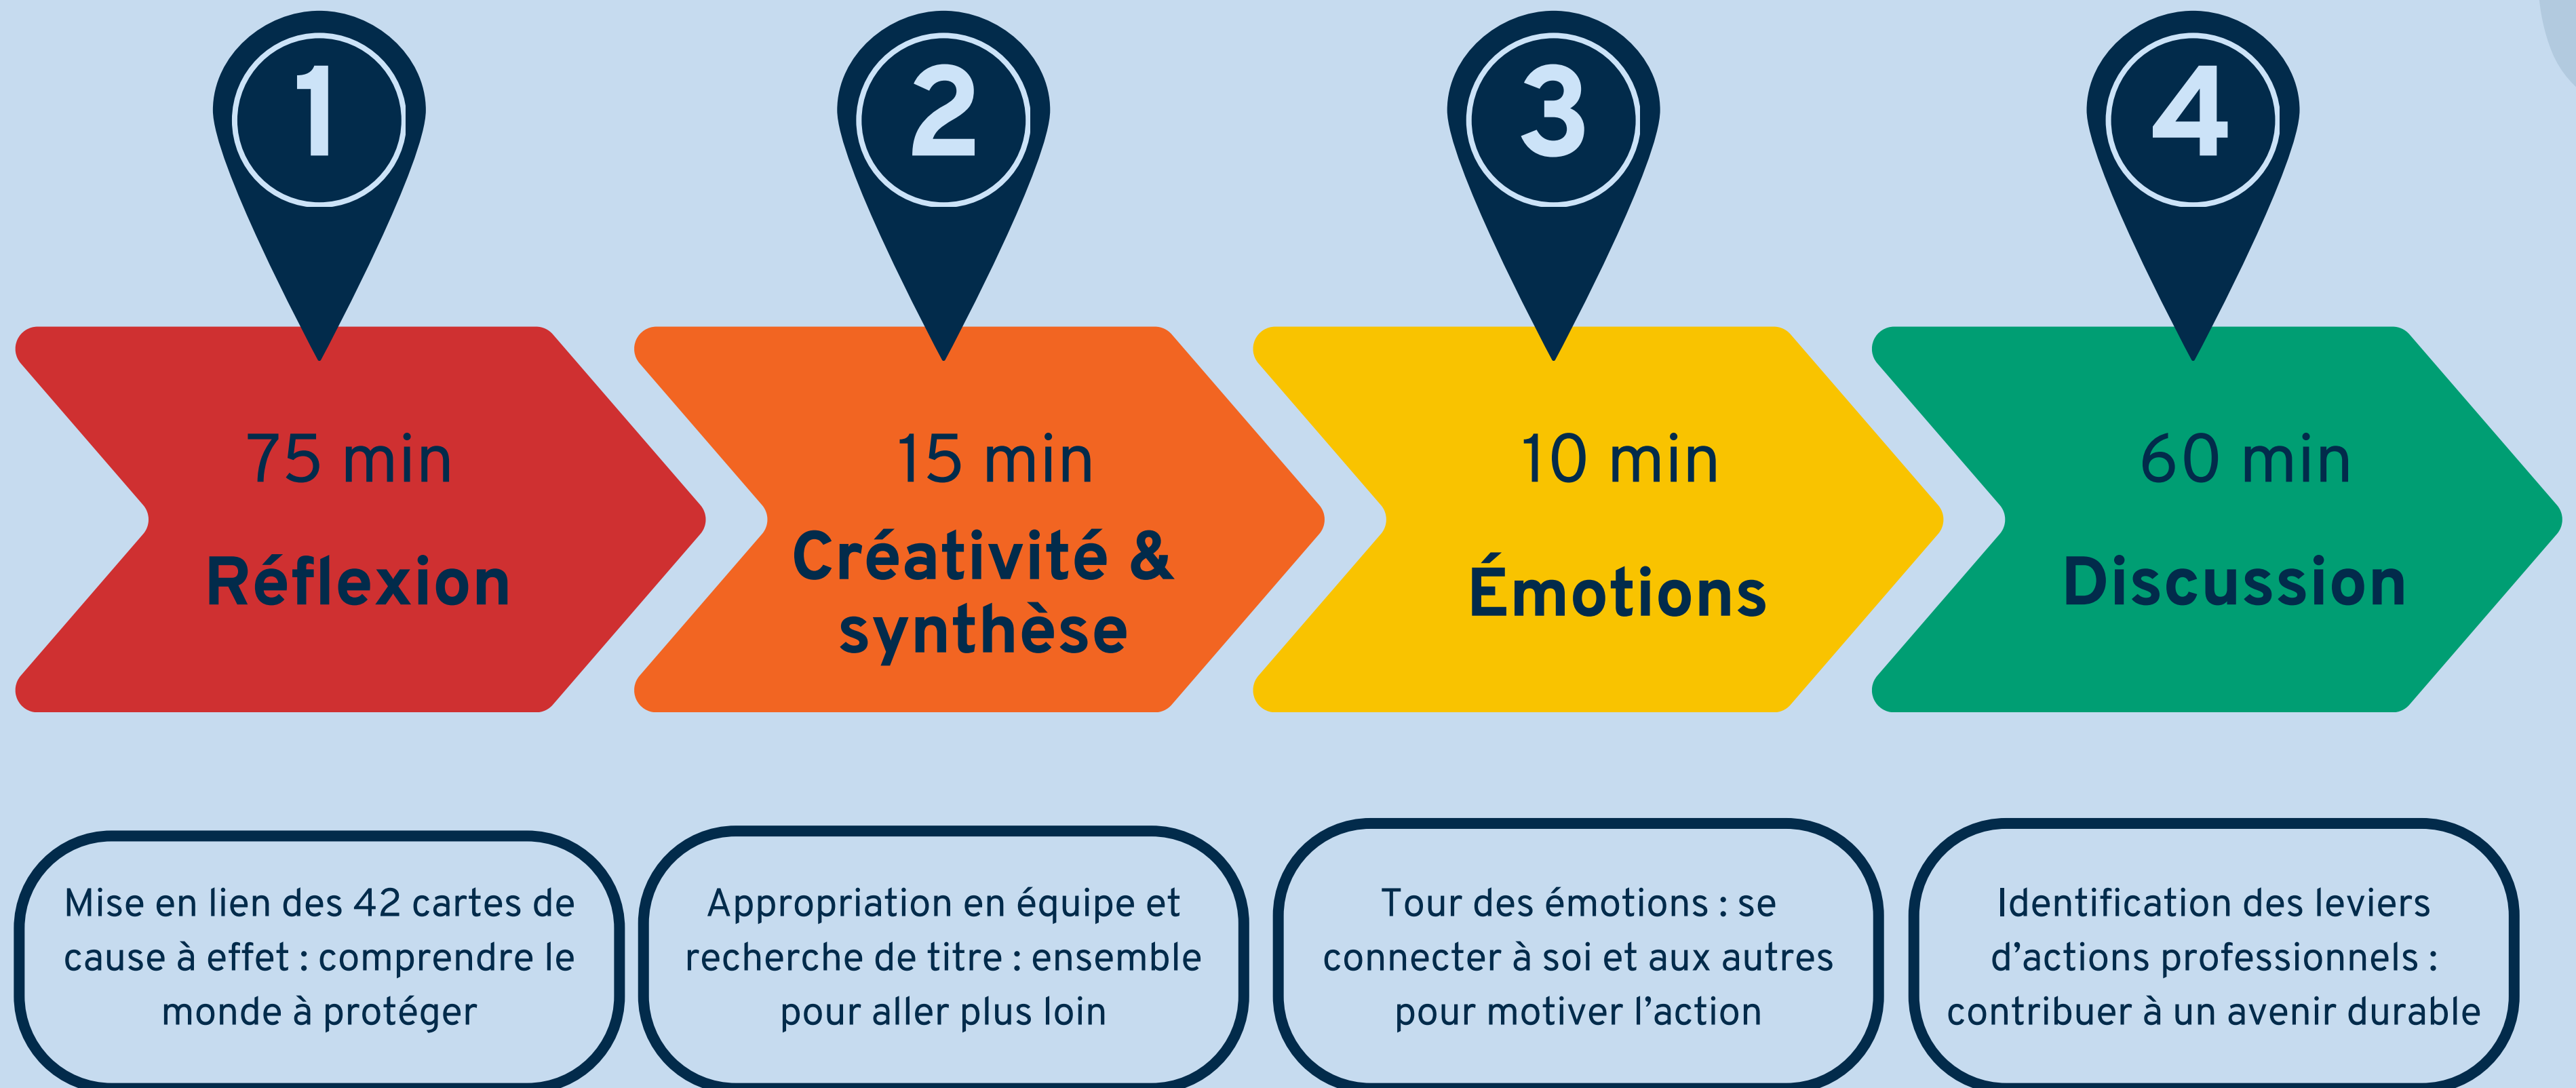 1
2
3
4
75 min
Réflexion
15 min
Créativité &
synthèse
10 min
Émotions
60 min
Discussion
Mise en lien des 42 cartes de
cause à effet : comprendre le
monde à protéger
Appropriation en équipe et
recherche de titre : ensemble
pour aller plus loin
Tour des émotions : se
connecter à soi et aux autres
pour motiver l'action
Identification des leviers
d'actions professionnels :
contribuer à un avenir durable